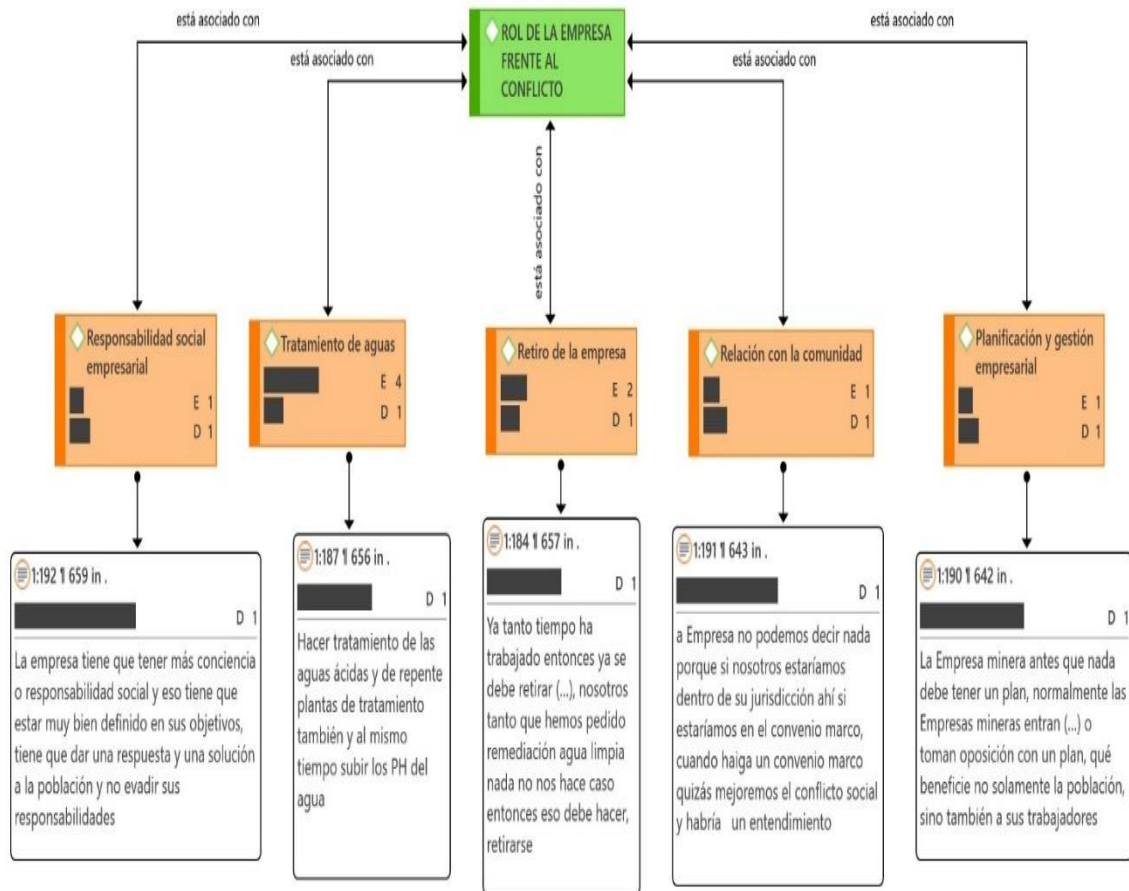 está asociado con
está asociado con
ROL DE LA EMPRESA
FRENTE AL
CONFLICTO
está asociado con
está asociado con
está asociado con
Responsabilidad social
empresarial
E 1
D 1
Tratamiento de aguas
E 4
D 1
Retiro de la empresa
E 2
D 1
Relación con la comunidad
E 1
D 1
Planificación y gestión
empresarial
E 1
D 1
1:192 ¶ 659 in .
D 1
La empresa tiene que tener más conciencia
o responsabilidad social y eso tiene que
estar muy bien definido en sus objetivos,
tiene que dar una respuesta y una solución
a la población y no evadir sus
responsabilidades
1:187 ¶ 656 in .
D 1
Hacer tratamiento de las
aguas ácidas y de repente
plantas de tratamiento
también y al mismo
tiempo subir los PH del
agua
1:184 ¶ 657 in .
D 1
Ya tanto tiempo ha
trabajado entonces ya se
debe retirar (...), nosotros
tanto que hemos pedido
remediación agua limpia
nada no nos hace caso
entonces eso debe hacer,
retirarse
1:191 ¶ 643 in .
D 1
a Empresa no podemos decir nada
porque si nosotros estaríamos
dentro de su jurisdicción ahí si
estaríamos en el convenio marco,
cuando haiga un convenio marco
quizás mejoremos el conflicto social
y habría un entendimiento
1:190 ¶ 642 in .
D 1
La Empresa minera antes que nada
debe tener un plan, normalmente las
Empresas mineras entran (...) o
toman oposición con un plan, qué
beneficie no solamente la población,
sino también a sus trabajadores